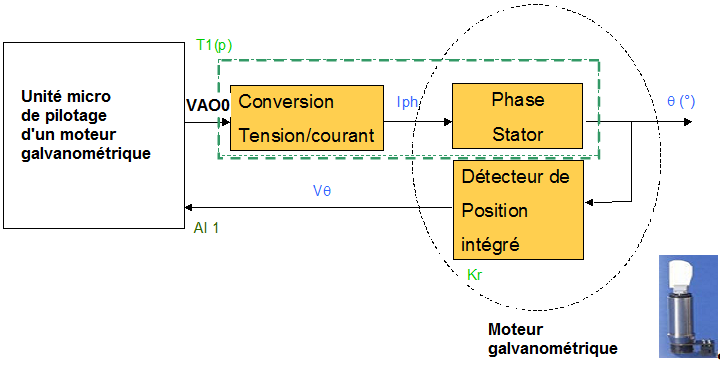 T1(p)
Unité micro
de pilotage
d'un moteur
galvanométrique
VAO0
Conversion
Tension/courant
Iph
Phase
Stator
θ (°)
Vθ
AI 1
Détecteur de
Position
intégré
Kr
Moteur
galvanométrique